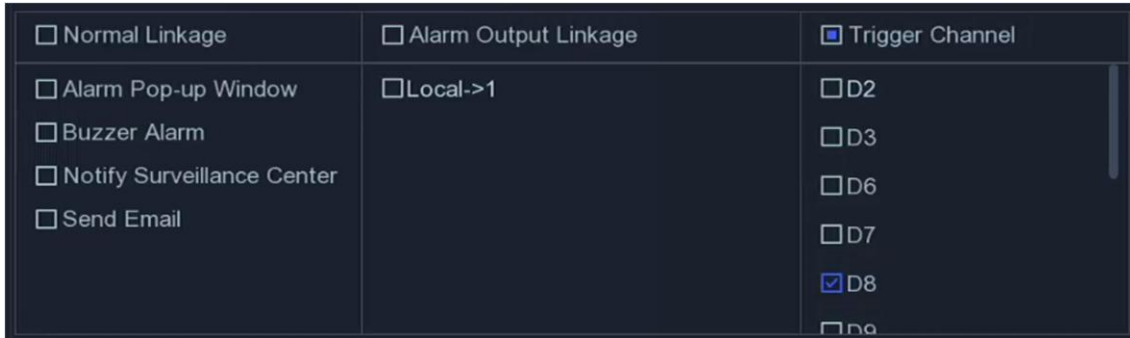 Normal Linkage
Alarm Output Linkage
Trigger Channel
Alarm Pop-up Window
Buzzer Alarm
Notify Surveillance Center
Send Email
Local->1
D2
D3
D6
D7
D8
D9